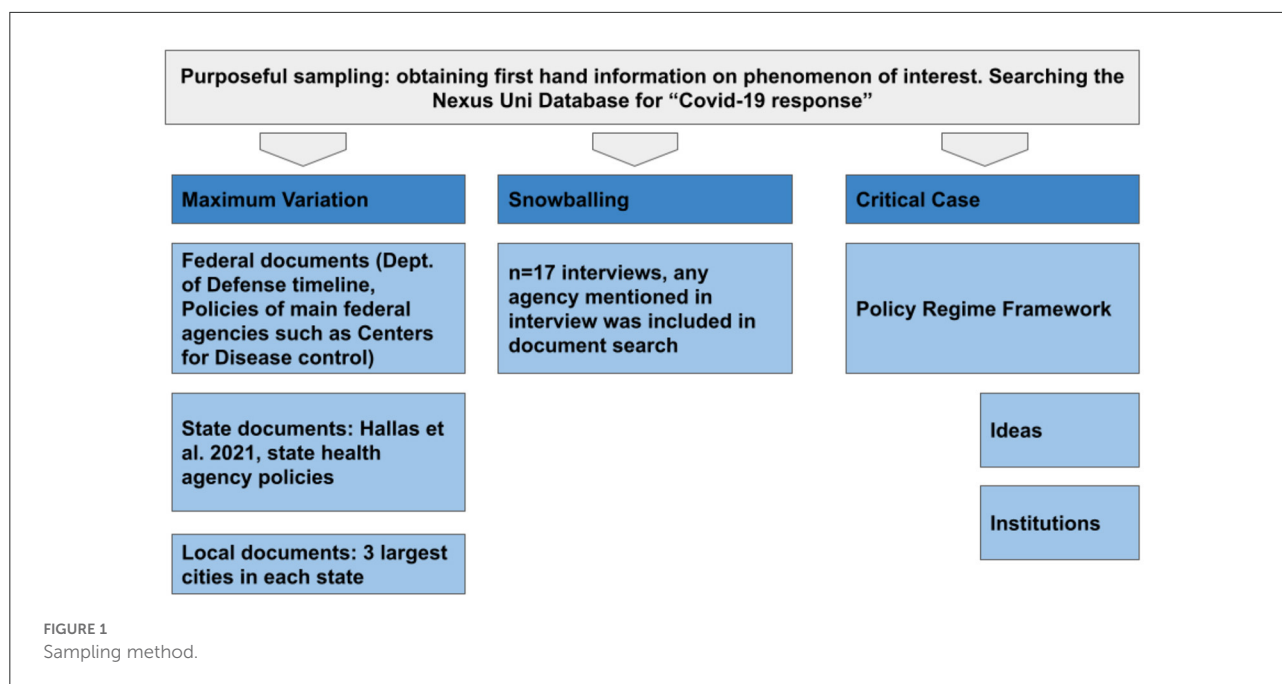 Purposeful sampling: obtaining first hand information on phenomenon of interest. Searching the
Nexus Uni Database for “Covid-19 response”
Maximum Variation
Federal documents (Dept.
of Defense timeline,
Policies of main federal
agencies such as Centers
for Disease control)
State documents: Hallas et
al. 2021, state health
agency policies
Local documents: 3 largest
cities in each state
Snowballing
n=17 interviews, any
agency mentioned in
interview was included in
document search
Critical Case
Policy Regime Framework
Ideas
Institutions
FIGURE 1
Sampling method.